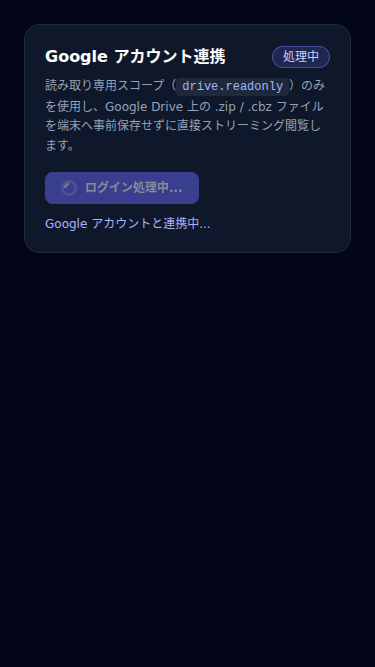 Google アカウント連携
処理中
読み取り専用スコープ（drive.readonly）のみ
を使用し、Google Drive 上の .zip / .cbz ファイル
を端末へ事前保存せずに直接ストリーミング閲覧し
ます。
ログイン処理中...
Google アカウントと連携中...